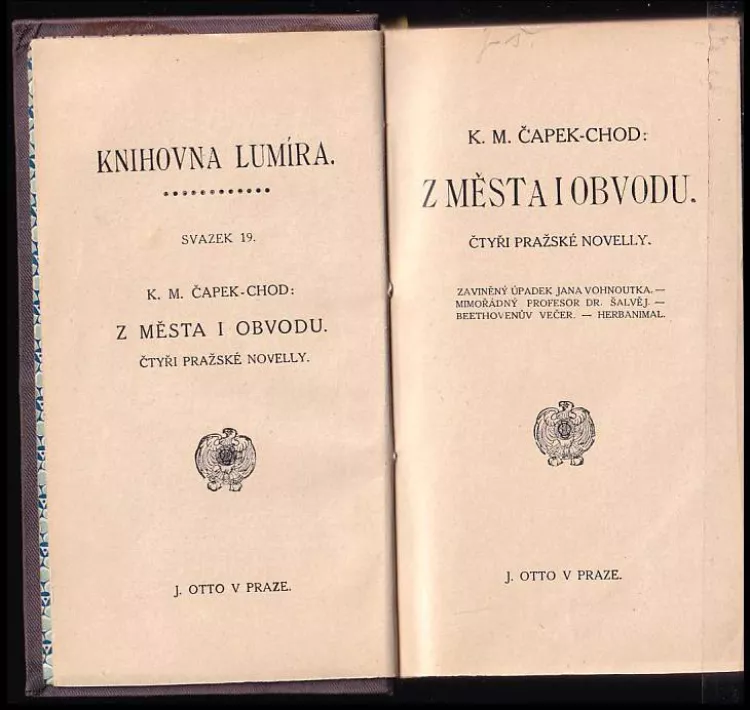 KNIHOVNA LUMÍRA.
SVAZEK 19.
K. M. ČAPEK-CHOD:
Z MĚSTA I OBVODU.
ČTYŘI PRAŽSKÉ NOVELLY.
J. OTTO V PRAZE.
K. M. ČAPEK-CHOD:
Z MĚSTA I OBVODU.
ČTYŘI PRAŽSKÉ NOVELLY.
ZAVINĚNÝ ÚPADEK JANA VOHNOUTKA. —
MIMOŘÁDNÝ PROFESOR DR. ŠALVĚJ. —
BEETHOVENŮV VEČER. — HERBANIMAL.
J. OTTO V PRAZE.